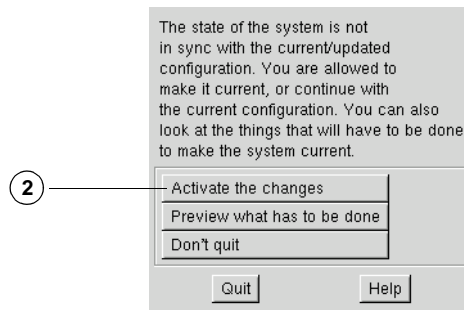 The state of the system is not
in sync with the current/updated
configuration. You are allowed to
make it current, or continue with
the current configuration. You can also
look at the things that will have to be done
to make the system current.
2
Activate the changes
Preview what has to be done
Don't quit
Quit Help